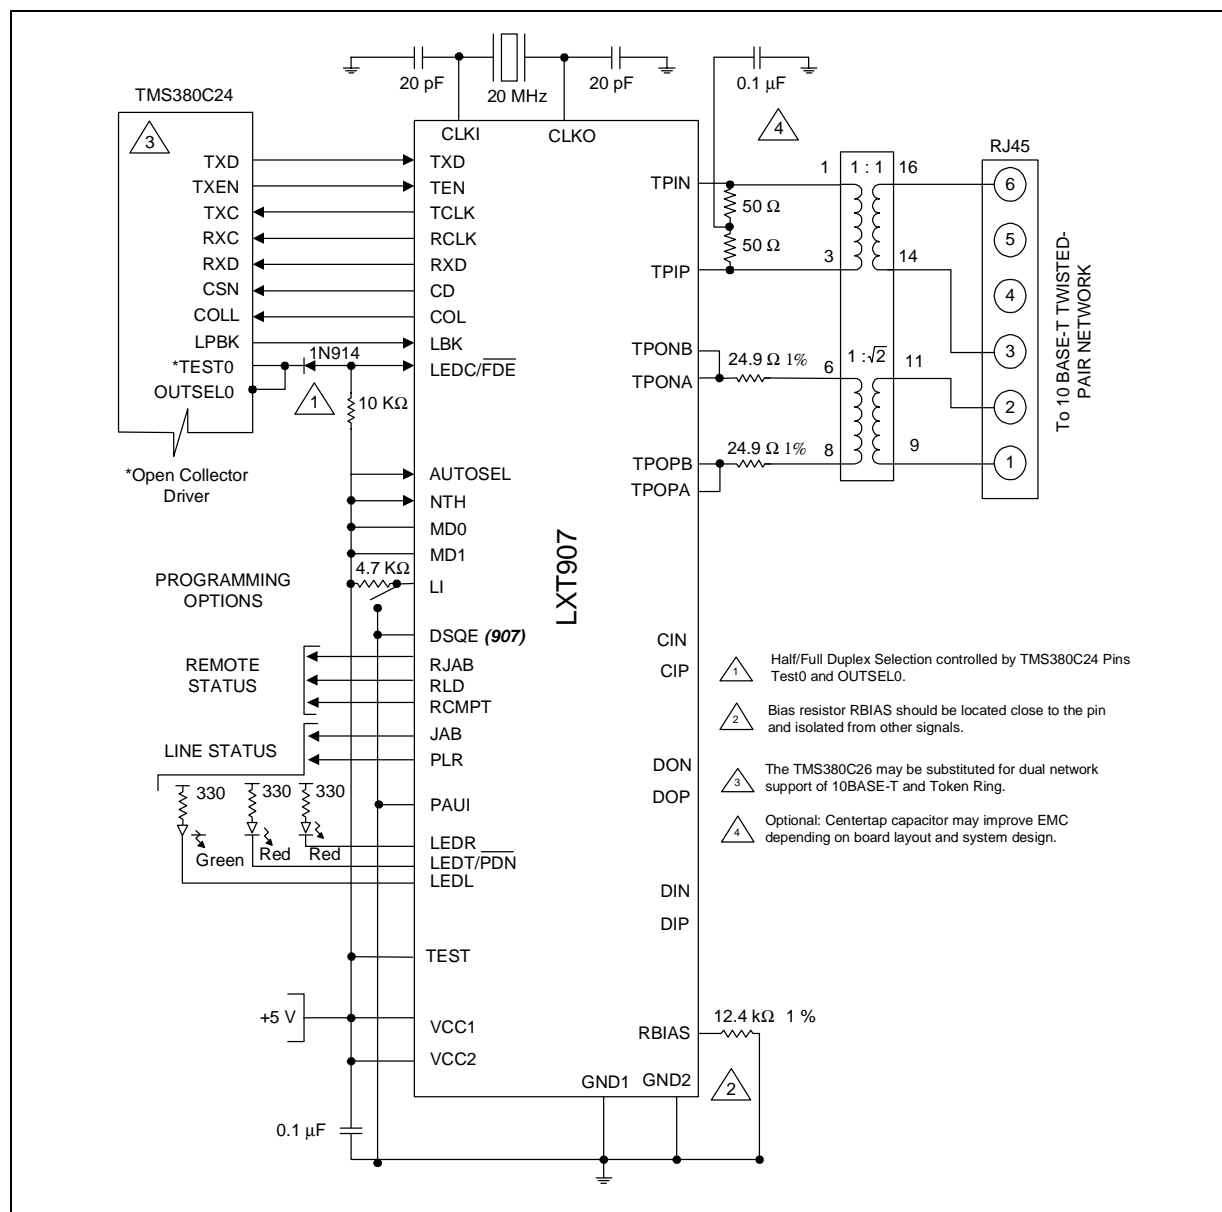 20 pF
20 MHz
20 pF
0.1 µF
TMS380C24
3
TXD
TXEN
TXC
RXC
RXD
CSN
COLL
LPBK
*TEST0
OUTSEL0
*Open Collector
Driver
1N914
1
10 KΩ
CLKI
CLKO
TXD
TEN
TCLK
RCLK
RXD
CD
COL
LBK
LEDC/FDE
AUTOSEL
NTH
MD0
MD1
4.7 KΩ
LI
DSQE (907)
RJAB
RLD
RCMPT
JAB
PLR
PAUI
LEDR
LEDT/PDN
LEDL
TEST
VCC1
VCC2
GND1
GND2
LXT907
PROGRAMMING
OPTIONS
REMOTE
STATUS
LINE STATUS
330
330
330
Green
Red
Red
+5 V
0.1 µF
TPIN
TPIP
TPONB
TPONA
TPOPB
TPOPA
CIN
CIP
DON
DOP
DIN
DIP
RBIAS
12.4 kΩ 1 %
2
4
50 Ω
50 Ω
24.9 Ω 1%
24.9 Ω 1%
1
1 : 1
16
3
14
6
1 :√2
11
8
9
RJ45
6
5
4
3
2
1
To 10 BASE-T TWISTED-
PAIR NETWORK
1
Half/Full Duplex Selection controlled by TMS380C24 Pins
Test0 and OUTSEL0.
2
Bias resistor RBIAS should be located close to the pin
and isolated from other signals.
3
The TMS380C26 may be substituted for dual network
support of 10BASE-T and Token Ring.
4
Optional: Centertap capacitor may improve EMC
depending on board layout and system design.